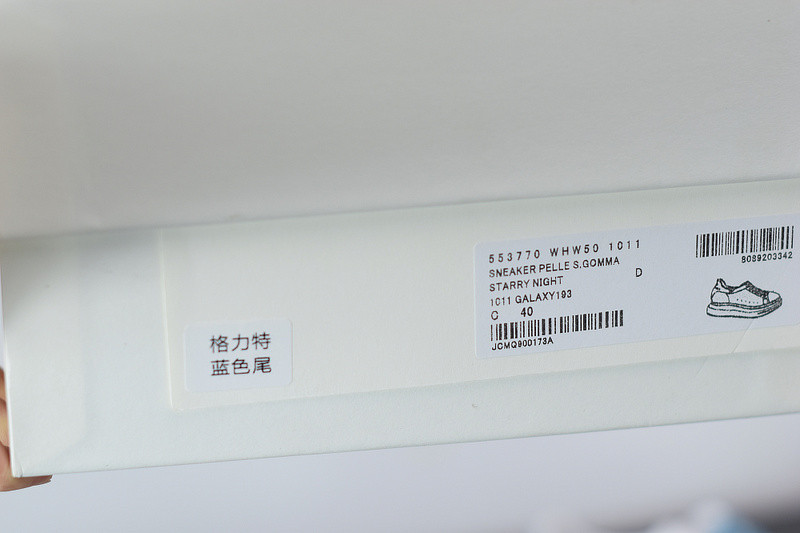 格力特
蓝色尾
553770 WHW50 1011
SNEAKER PELLE S.GOMMA
STARRY NIGHT D
1011 GALAXY193
C 40
JCMQ900173A
8089203342